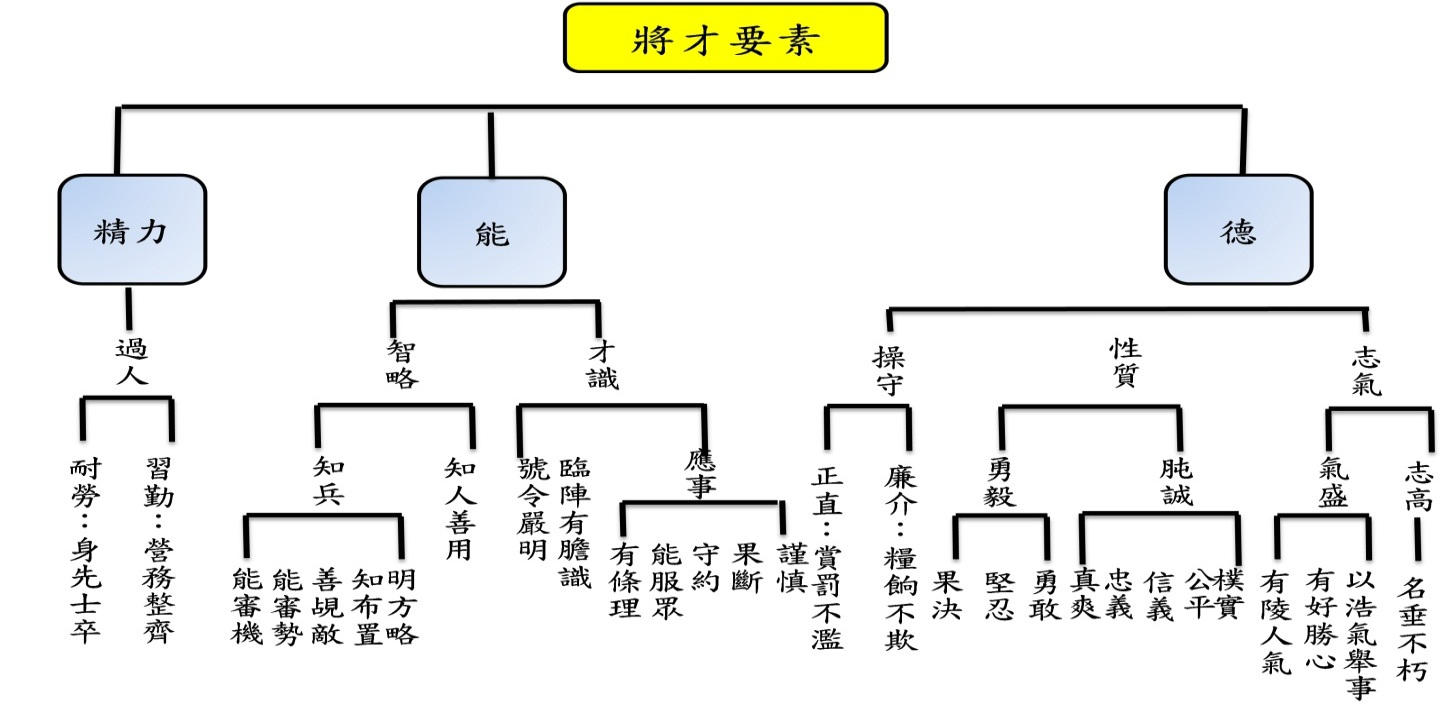 將才要素
精力
能
德
過人
智略
才識
操守
性質
志氣
耐勞：身先士卒
習勤：營務整齊
知兵
知人善用
號令嚴明
臨陣有膽識
應事
正直：賞罰不濫
廉介：糧餉不欺
勇毅
肫誠
氣盛
志高
能審機
能審勢
善覘敵
知布置
明方略
有條理
能服眾
守約
果斷
謹慎
果決
堅忍
勇敢
真爽
忠義
信義
公平
樸實
有陵人氣
有好勝心
以浩氣舉事
名垂不朽